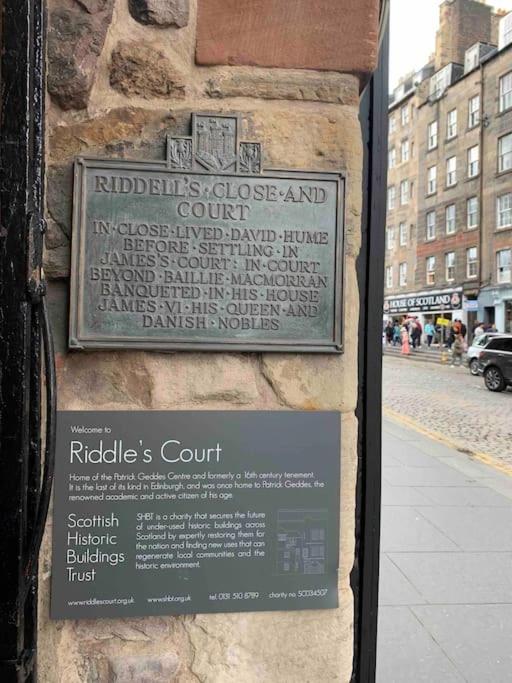 RIDDELL'S·CLOSE·AND
COURT
IN·CLOSE·LIVED·DAVID·HUME
BEFORE·SETTLING·IN
JAMES'S·COURT: IN·COURT
BEYOND·BAILLIE·MACMORRAN
BANQUETED·IN·HIS·HOUSE
JAMES·VI·HIS·QUEEN·AND
DANISH·NOBLES
Welcome to
Riddle's Court
Home of the Patrick Geddes Centre and formerly a 16th century tenement.
It is the last of its kind in Edinburgh, and was once home to Patrick Geddes, the
renowned academic and active citizen of his age.
Scottish
Historic
Buildings
Trust
SHBT is a charity that secures the future
of under-used historic buildings across
Scotland by expertly restoring them for
the nation and finding new uses that can
regenerate local communities and the
historic environment.
www.riddlescourt.org.uk www.shbt.org.uk tel. 0131 510 8789 charity no. SC034507
HOUSE OF SCOTLAND